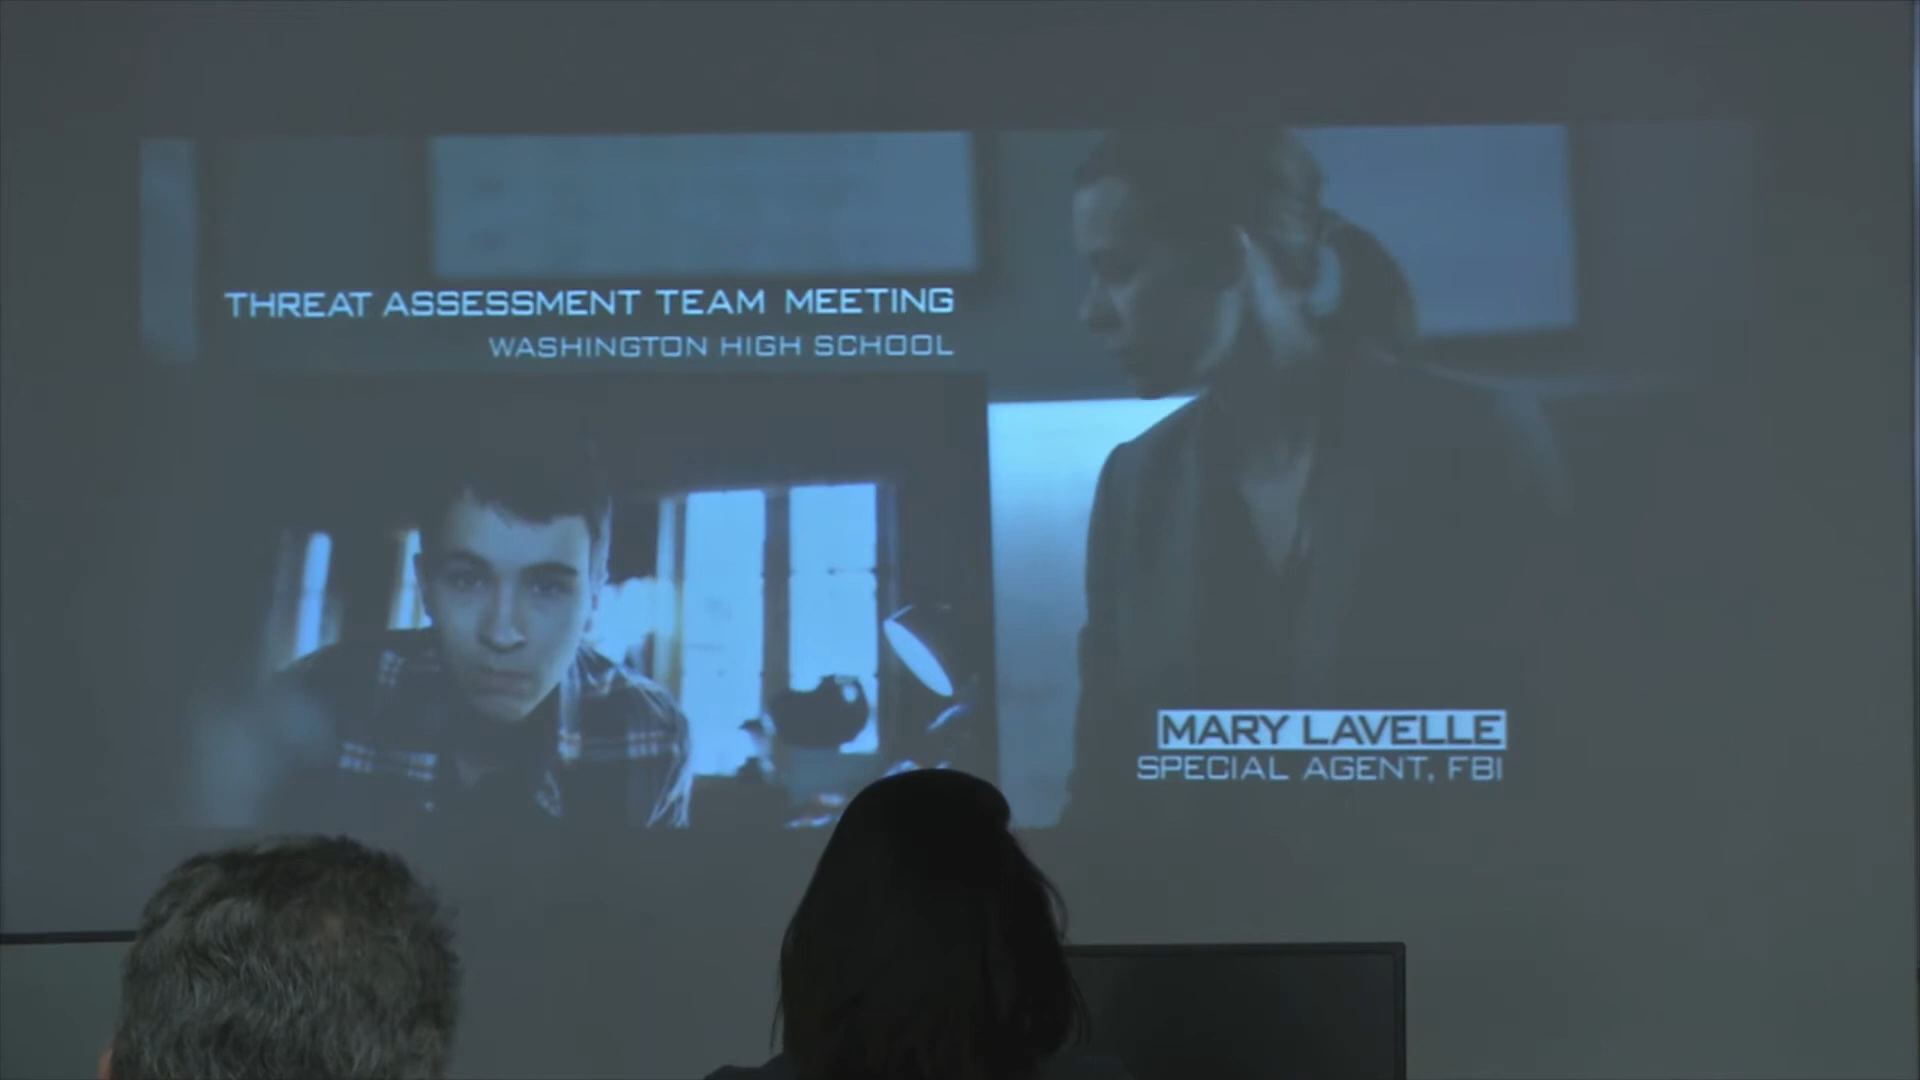 THREAT ASSESSMENT TEAM MEETING
WASHINGTON HIGH SCHOOL
MARY LAVELLE
SPECIAL AGENT, FBI